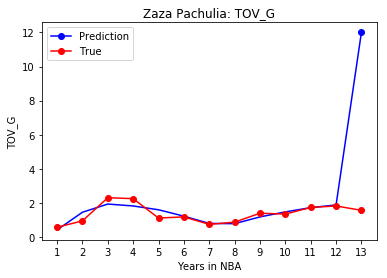 Zaza Pachulia: TOV_G
Prediction
True
12
10
8
6
4
2
0
TOV_G
1 2 3 4 5 6 7 8 9 10 11 12 13
Years in NBA